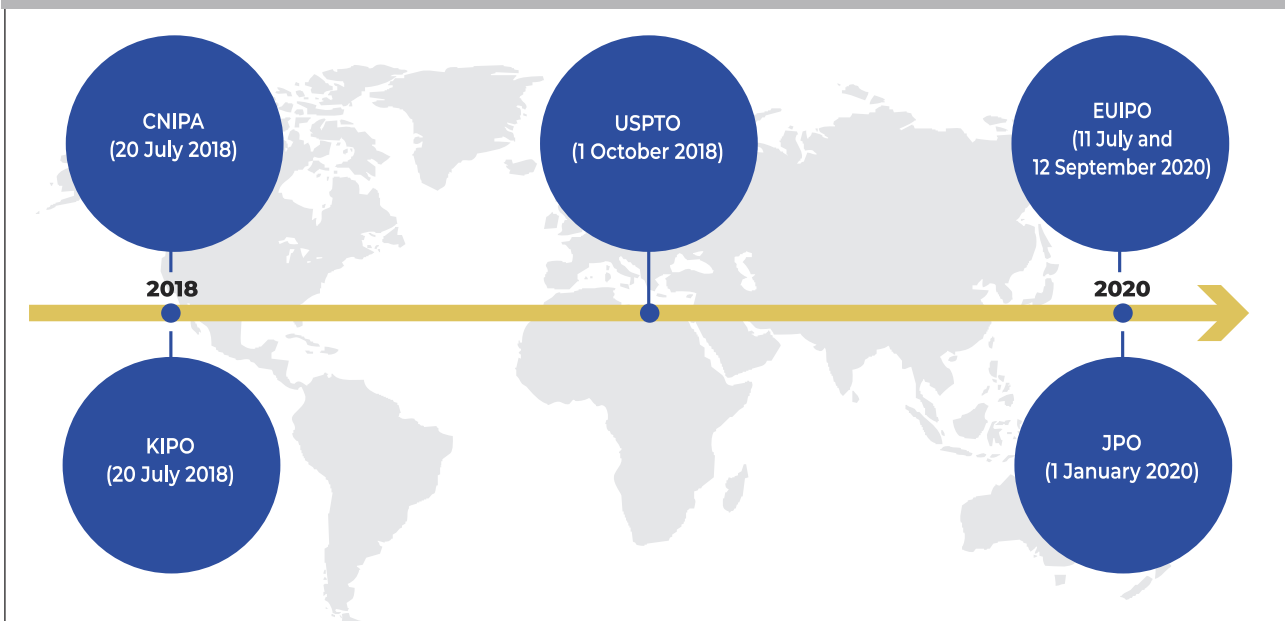 CNIPA
(20 July 2018)
USPTO
(1 October 2018)
EUIPO
(11 July and
12 September 2020)
2018
2020
KIPO
(20 July 2018)
JPO
(1 January 2020)